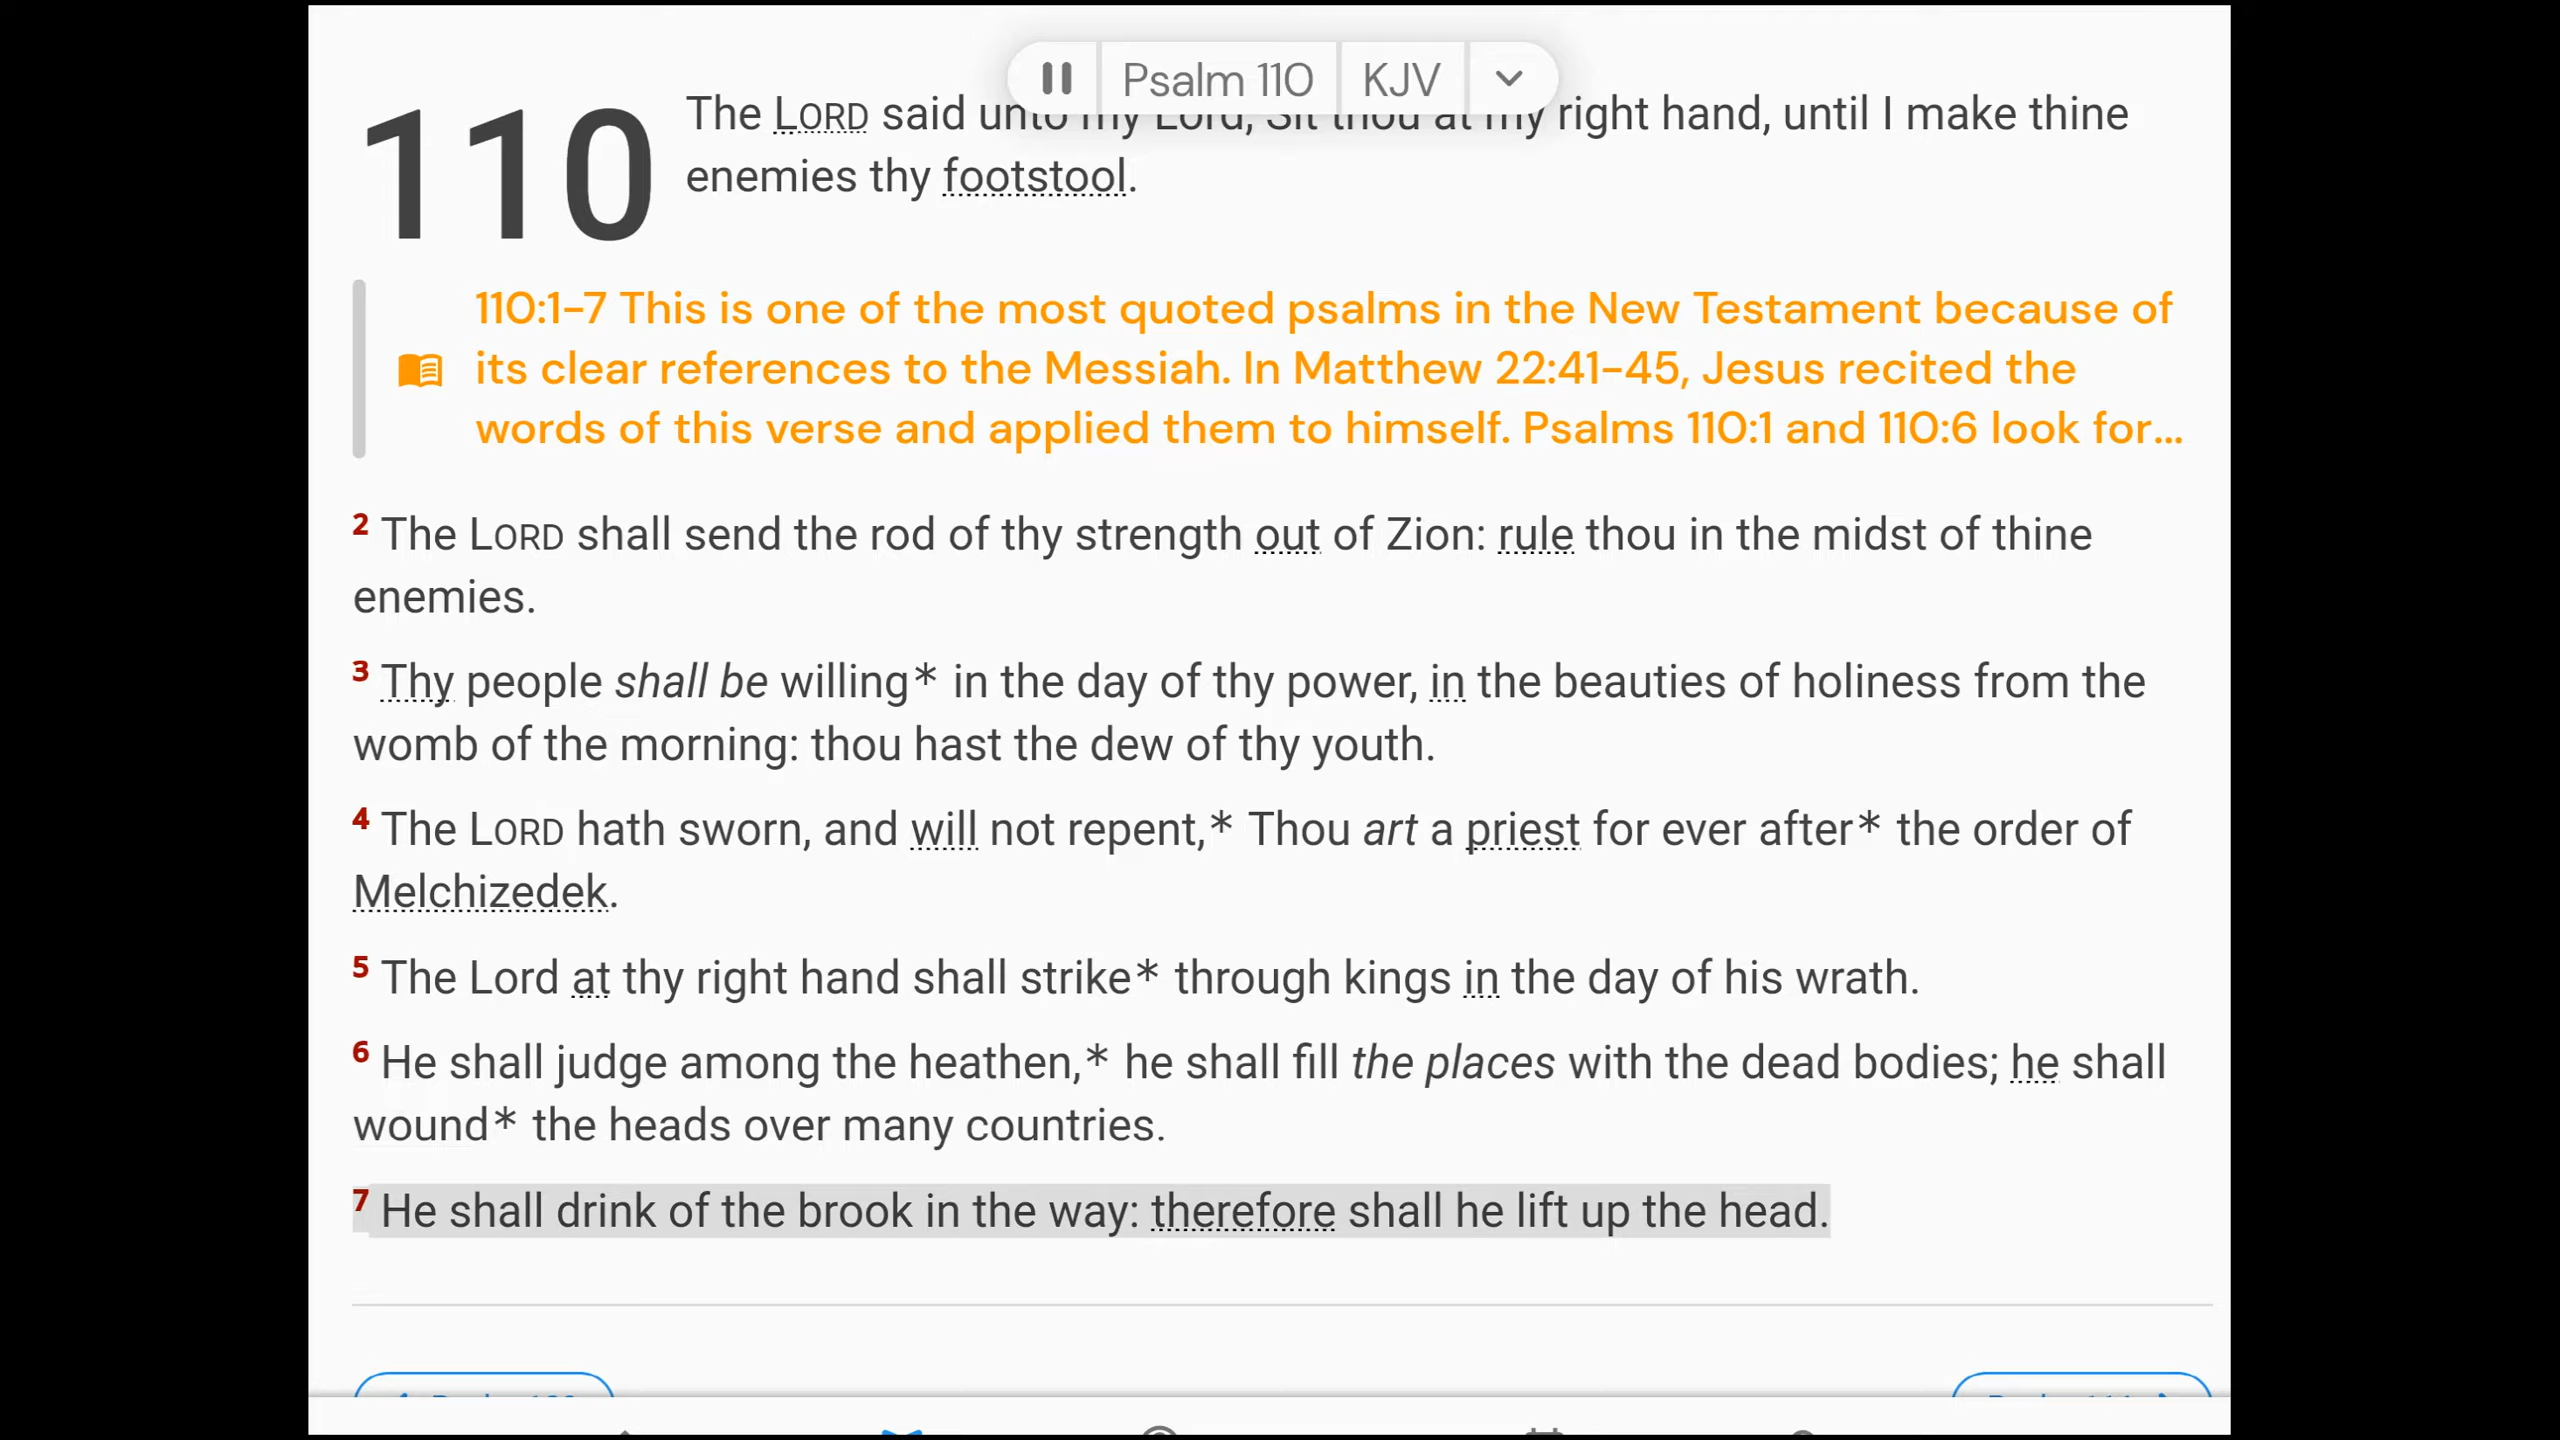 Psalm 110 KJV
110
The LORD said unto my Lord, Sit thou at my right hand, until I make thine
enemies thy footstool.
110:1–7 This is one of the most quoted psalms in the New Testament because of
its clear references to the Messiah. In Matthew 22:41–45, Jesus recited the
words of this verse and applied them to himself. Psalms 110:1 and 110:6 look for...
2 The LORD shall send the rod of thy strength out of Zion: rule thou in the midst of thine
enemies.
3 Thy people shall be willing* in the day of thy power, in the beauties of holiness from the
womb of the morning: thou hast the dew of thy youth.
4 The LORD hath sworn, and will not repent,* Thou art a priest for ever after* the order of
Melchizedek.
5 The Lord at thy right hand shall strike* through kings in the day of his wrath.
6 He shall judge among the heathen,* he shall fill the places with the dead bodies; he shall
wound* the heads over many countries.
7 He shall drink of the brook in the way: therefore shall he lift up the head.